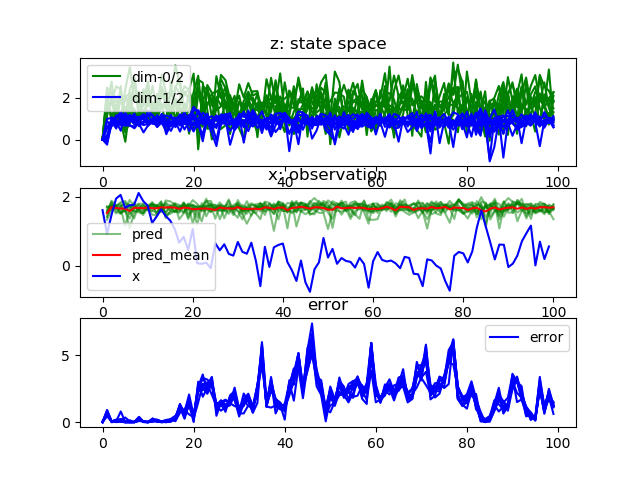 z: state space
dim-0/2
dim-1/2
2
0
0 20 40 60 80 100
x: observation
pred
pred_mean
x
2
0
0 20 40 60 80 100
error
error
5
0
0 20 40 60 80 100